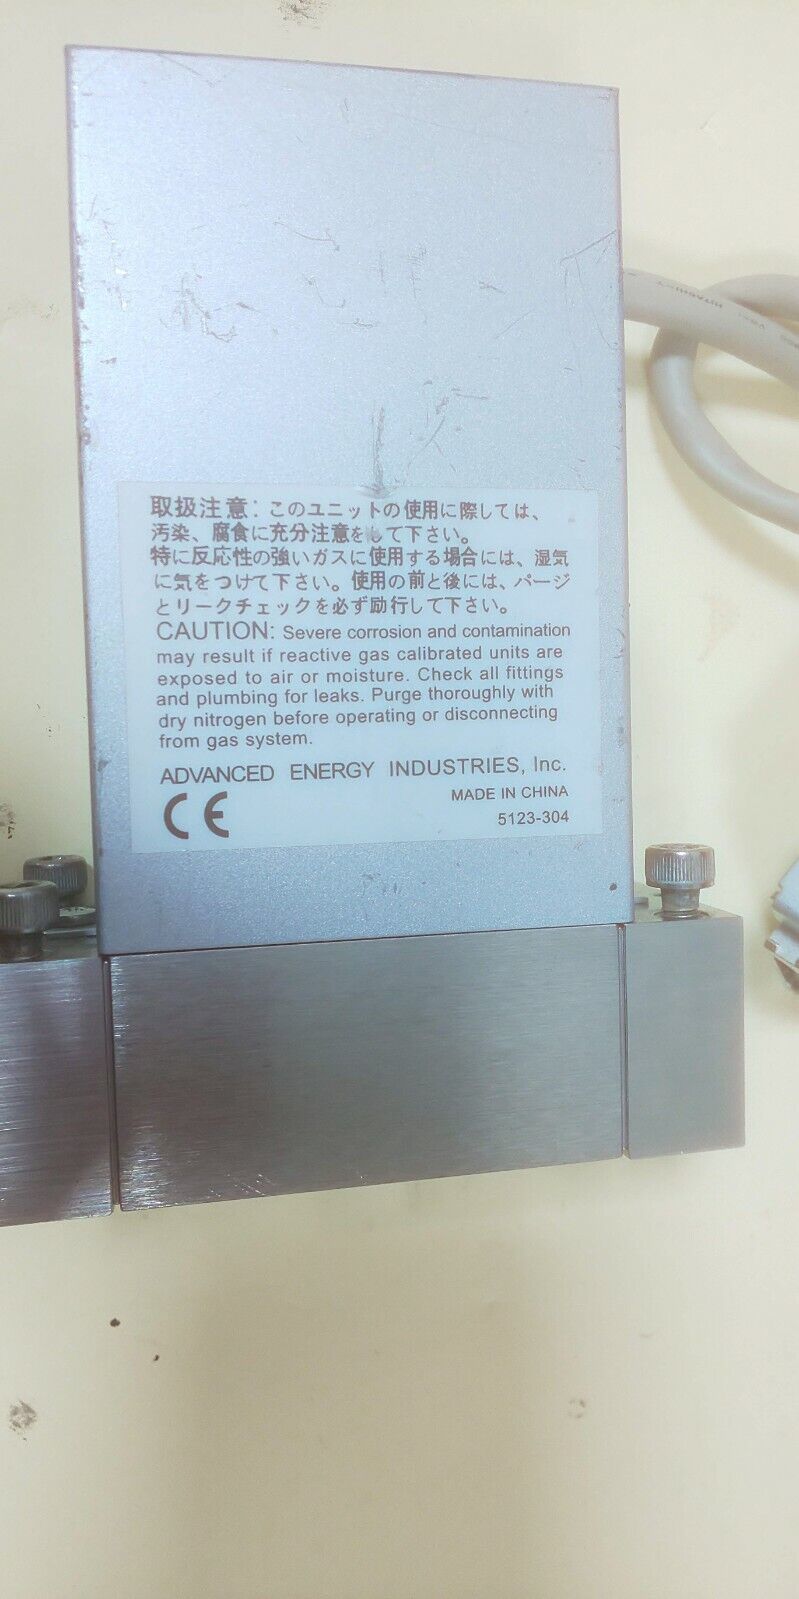 取扱注意: このユニットの使用に際しては、
汚染、腐食に充分注意をして下さい。
特に反応性の強いガスに使用する場合には、湿気
に気をつけて下さい。使用の前と後には、パージ
とリークチェックを必ず励行して下さい。
CAUTION: Severe corrosion and contamination
may result if reactive gas calibrated units are
exposed to air or moisture. Check all fittings
and plumbing for leaks. Purge thoroughly with
dry nitrogen before operating or disconnecting
from gas system.
ADVANCED ENERGY INDUSTRIES, Inc.
MADE IN CHINA
CE
5123-304
HITACHI